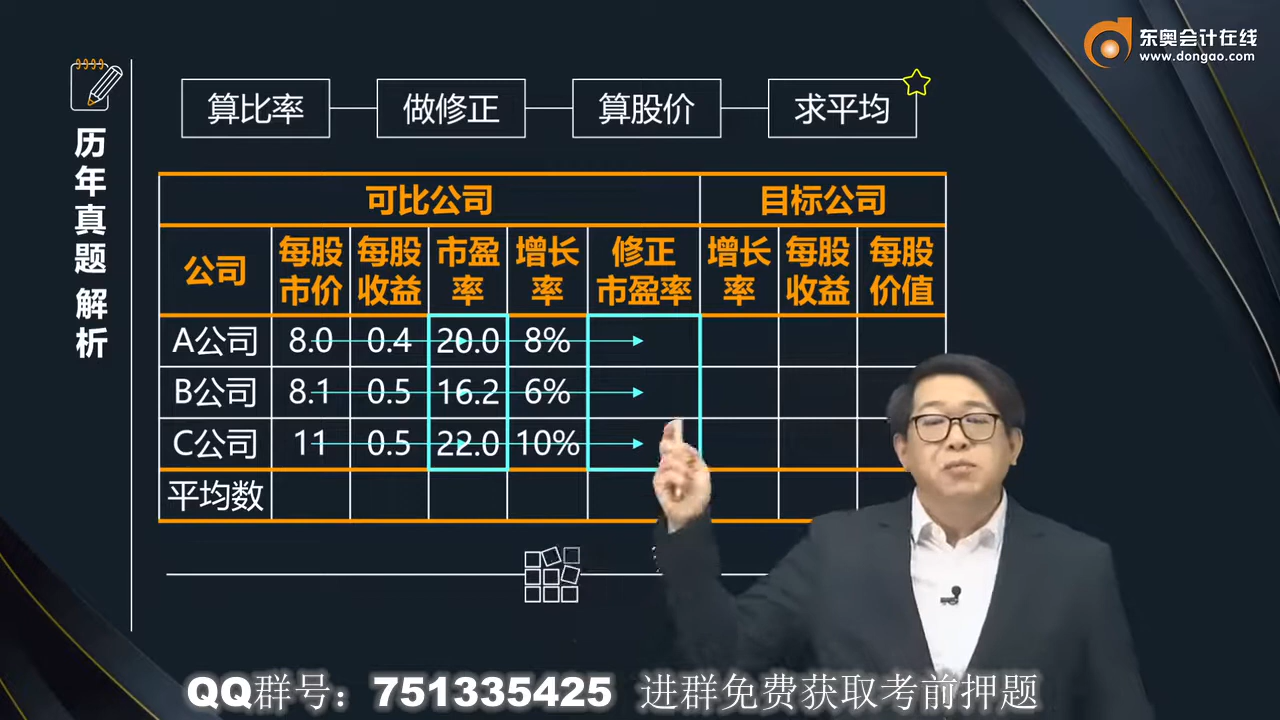 东奥会计在线
www.dongao.com
历年真题 解析
算比率 做修正 算股价 求平均
可比公司 目标公司
公司 每股市价 每股收益 市盈率 增长率 修正市盈率 增长率 每股收益 每股价值
A公司 8.0 0.4 20.0 8%
B公司 8.1 0.5 16.2 6%
C公司 11 0.5 22.0 10%
平均数
QQ群号：751335425 进群免费获取考前押题